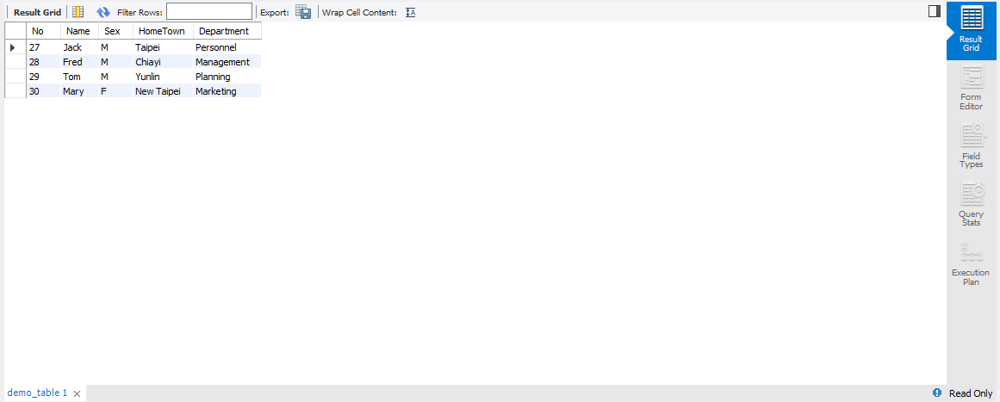 Result Grid Filter Rows: Export: Wrap Cell Content:
No Name Sex HomeTown Department
27 Jack M Taipei Personnel
28 Fred M Chiayi Management
29 Tom M Yunlin Planning
30 Mary F New Taipei Marketing
Result
Grid
Form
Editor
Field
Types
Query
Stats
Execution
Plan
demo_table 1
Read Only